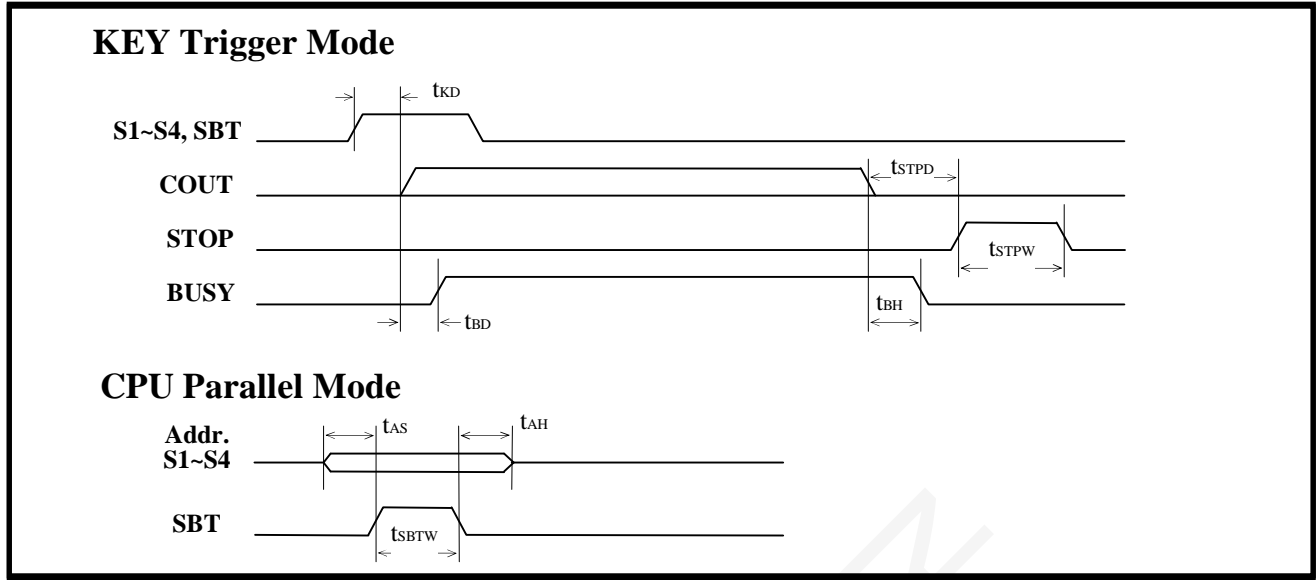 KEY Trigger Mode
tKD
S1~S4, SBT
COUT
tSTPD
STOP
tSTPW
BUSY
tBH
tBD
CPU Parallel Mode
tAS
tAH
Addr.
S1~S4
SBT
tSBTW
N